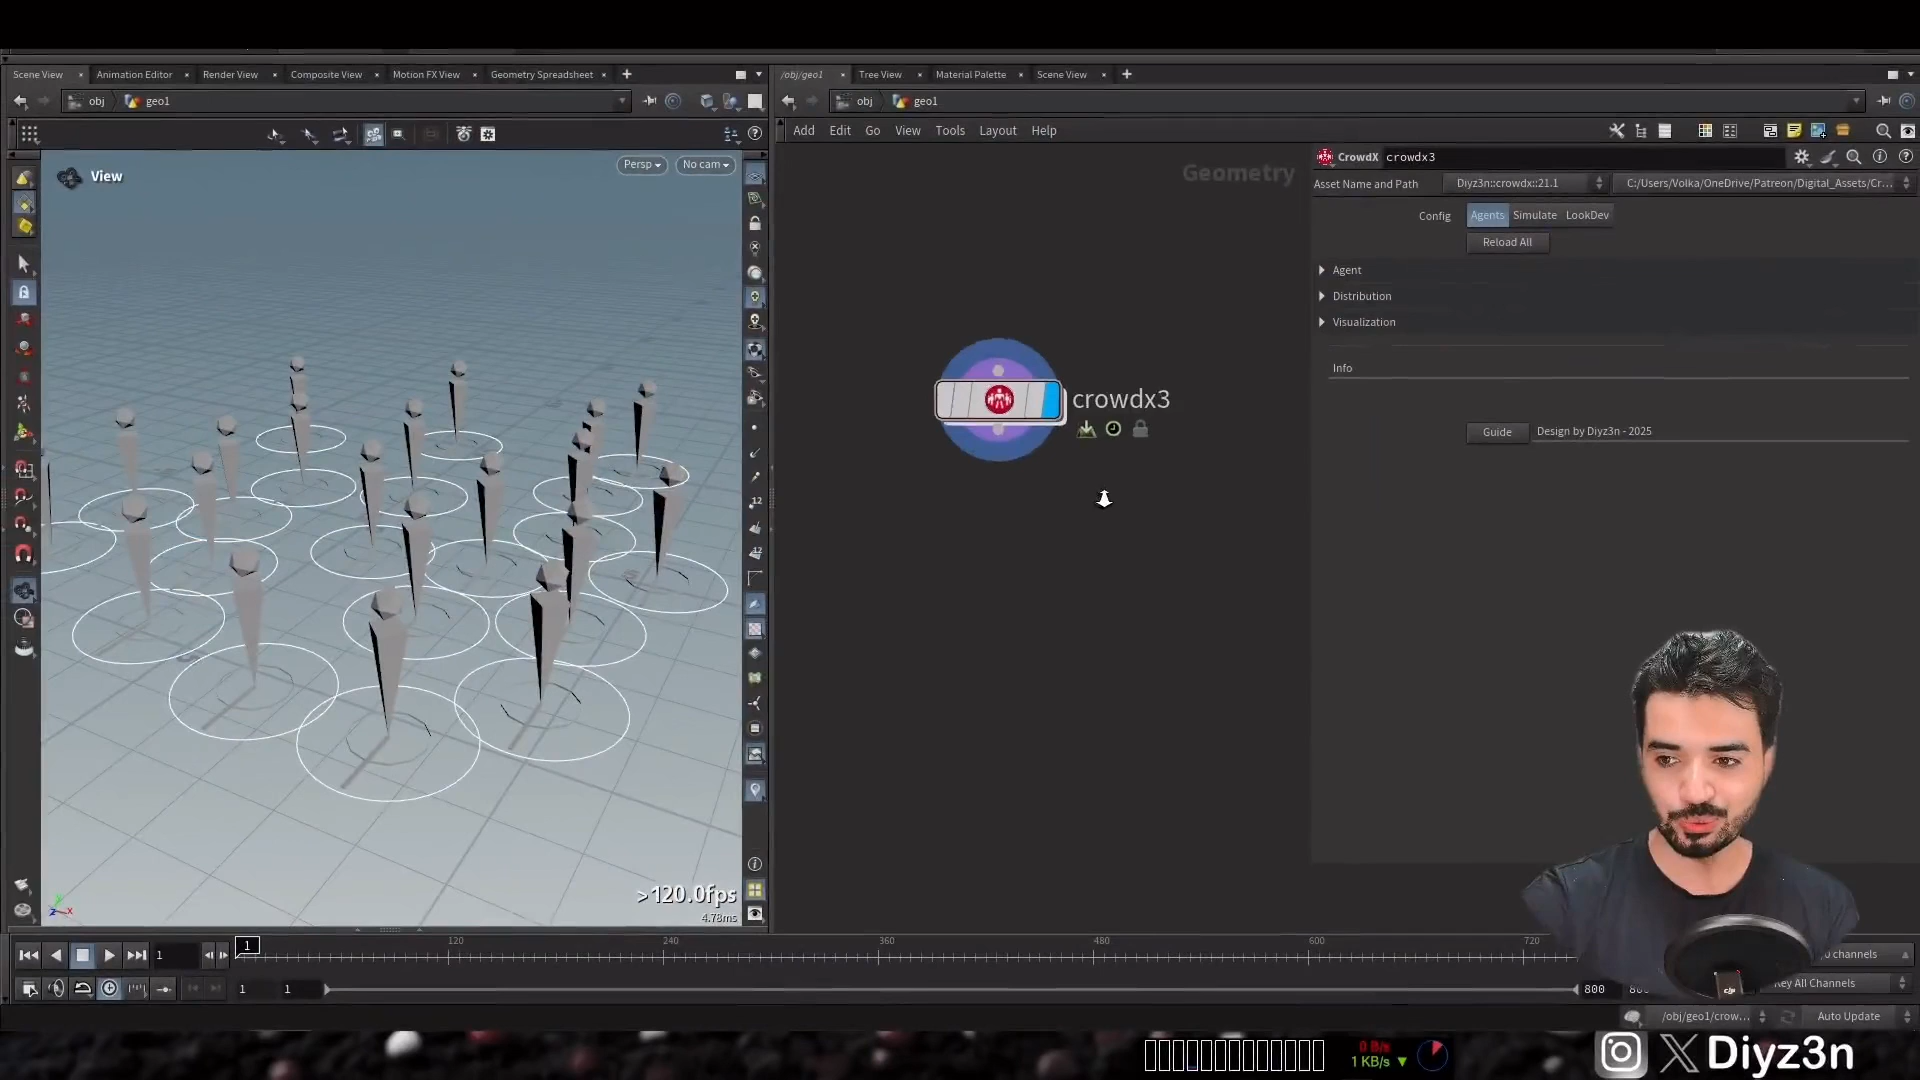 Scene View
Animation Editor
Render View
Composite View
Motion FX View
Geometry Spreadsheet
/obj/geo1
Tree View
Material Palette
Scene View
obj
geo1
obj
geo1
Add Edit Go View Tools Layout Help
View
Persp
No cam
Geometry
CrowdX crowdx3
Asset Name and Path
Diyz3n::crowdx::21.1
C:/Users/Volka/OneDrive/Patreon/Digital_Assets/Cr...
Config
Agents Simulate LookDev
Reload All
Agent
Distribution
Visualization
Info
Guide
Design by Diyz3n - 2025
crowdx3
12
12
>120.0fps
4.78ms
1
1
120
240
360
480
600
720
channels
1
1
800
Key All Channels
/obj/geo1/crow...
Auto Update
0 B/s
1 KB/s
Diyz3n